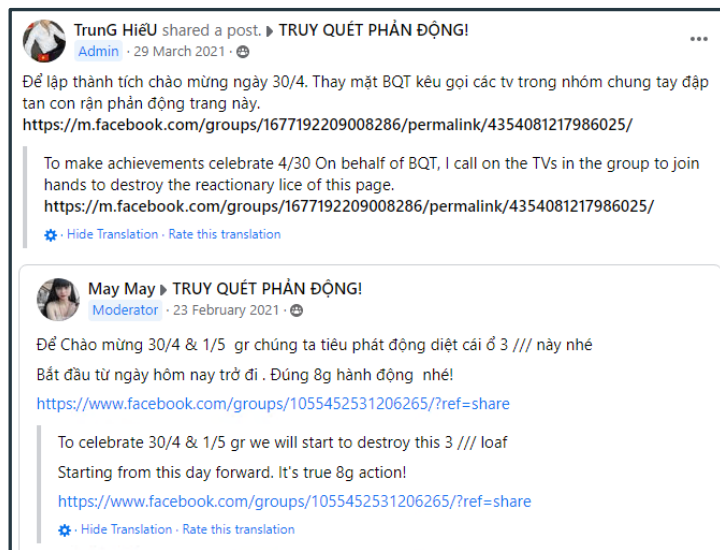 TrunG HiếU shared a post. ▸ TRUY QUÉT PHẢN ĐỘNG!
Admin · 29 March 2021 ·
Để lập thành tích chào mừng ngày 30/4. Thay mặt BQT kêu gọi các tv trong nhóm chung tay đập
tan con rận phản động trang này.
https://m.facebook.com/groups/1677192209008286/permalink/4354081217986025/
To make achievements celebrate 4/30 On behalf of BQT, I call on the TVs in the group to join
hands to destroy the reactionary lice of this page.
https://m.facebook.com/groups/1677192209008286/permalink/4354081217986025/
· Hide Translation · Rate this translation
May May ▸ TRUY QUÉT PHẢN ĐỘNG!
Moderator · 23 February 2021 ·
Để Chào mừng 30/4 & 1/5 gr chúng ta tiêu phát động diệt cái ổ 3 /// này nhé
Bắt đầu từ ngày hôm nay trở đi . Đúng 8g hành động nhé!
https://www.facebook.com/groups/1055452531206265/?ref=share
To celebrate 30/4 & 1/5 gr we will start to destroy this 3 /// loaf
Starting from this day forward. It's true 8g action!
https://www.facebook.com/groups/1055452531206265/?ref=share
· Hide Translation · Rate this translation